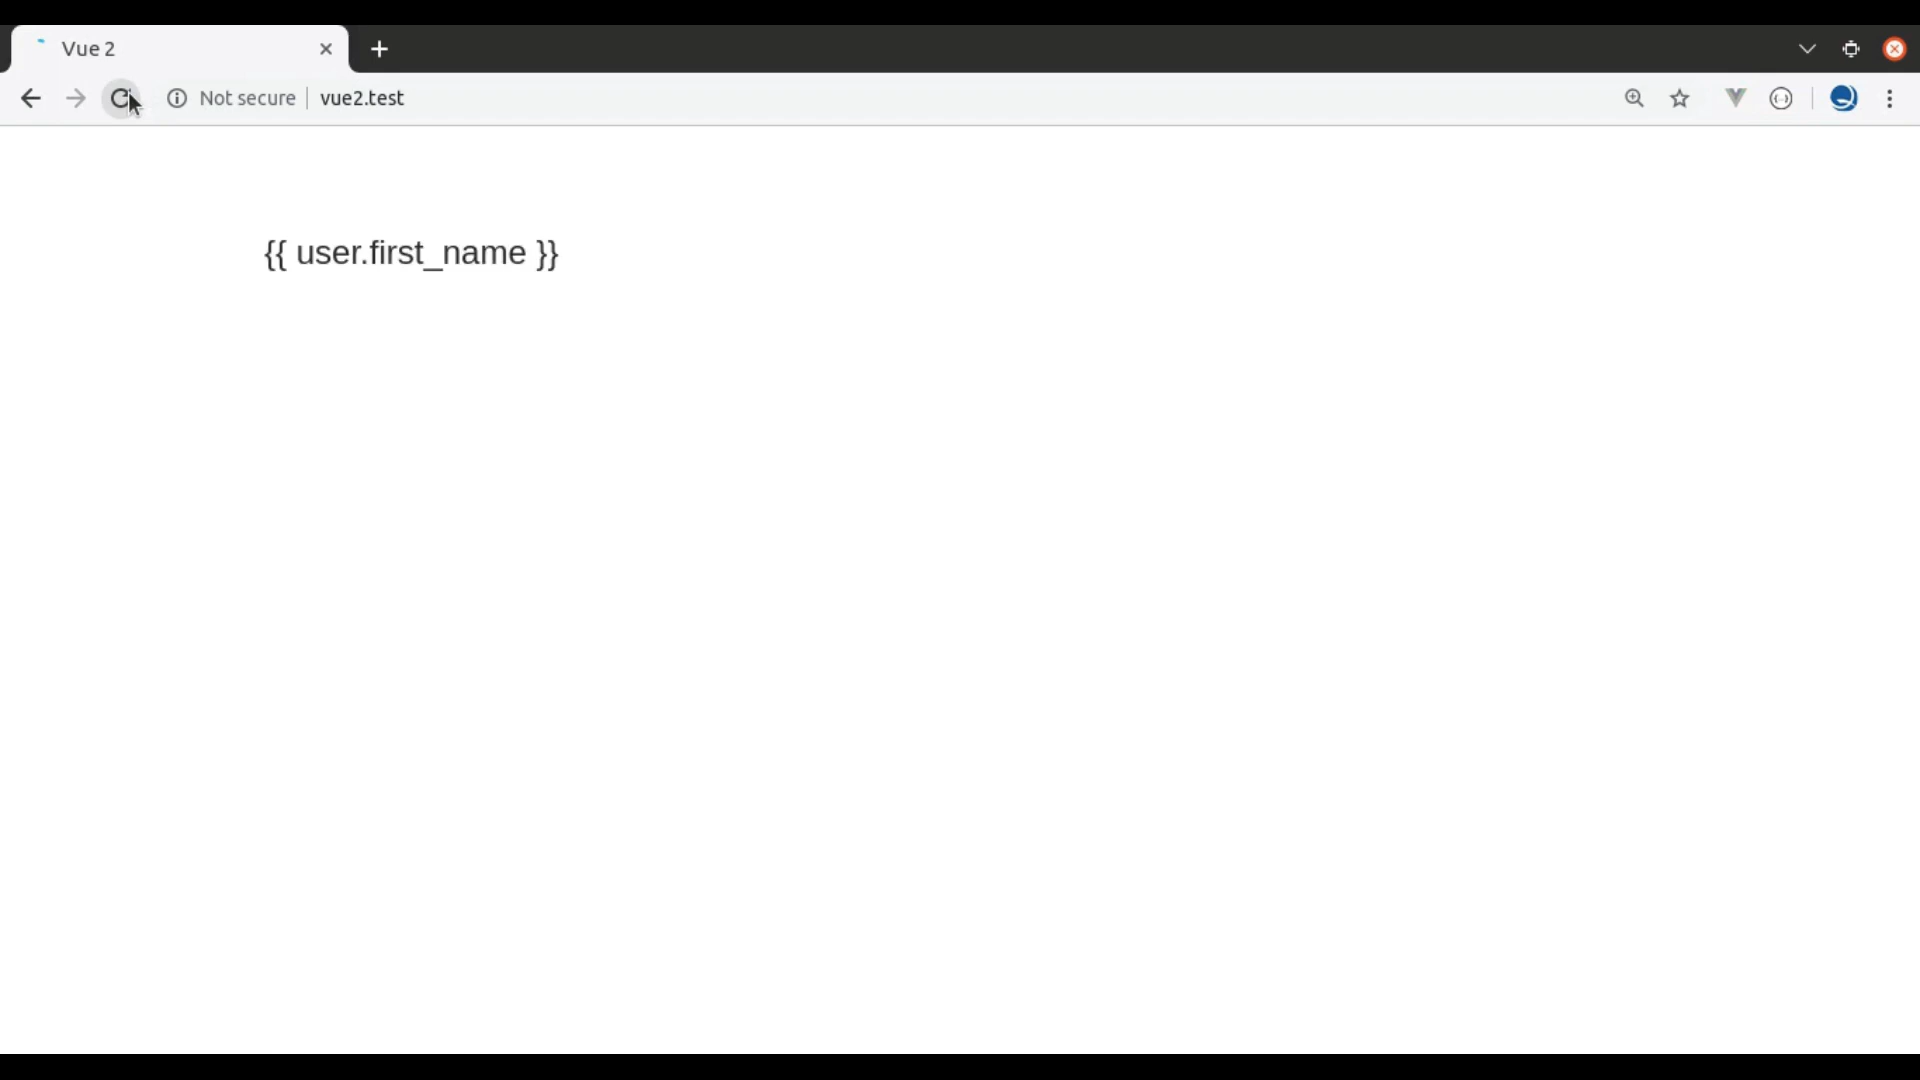 Vue 2
Not secure
vue2.test
{{ user.first_name }}